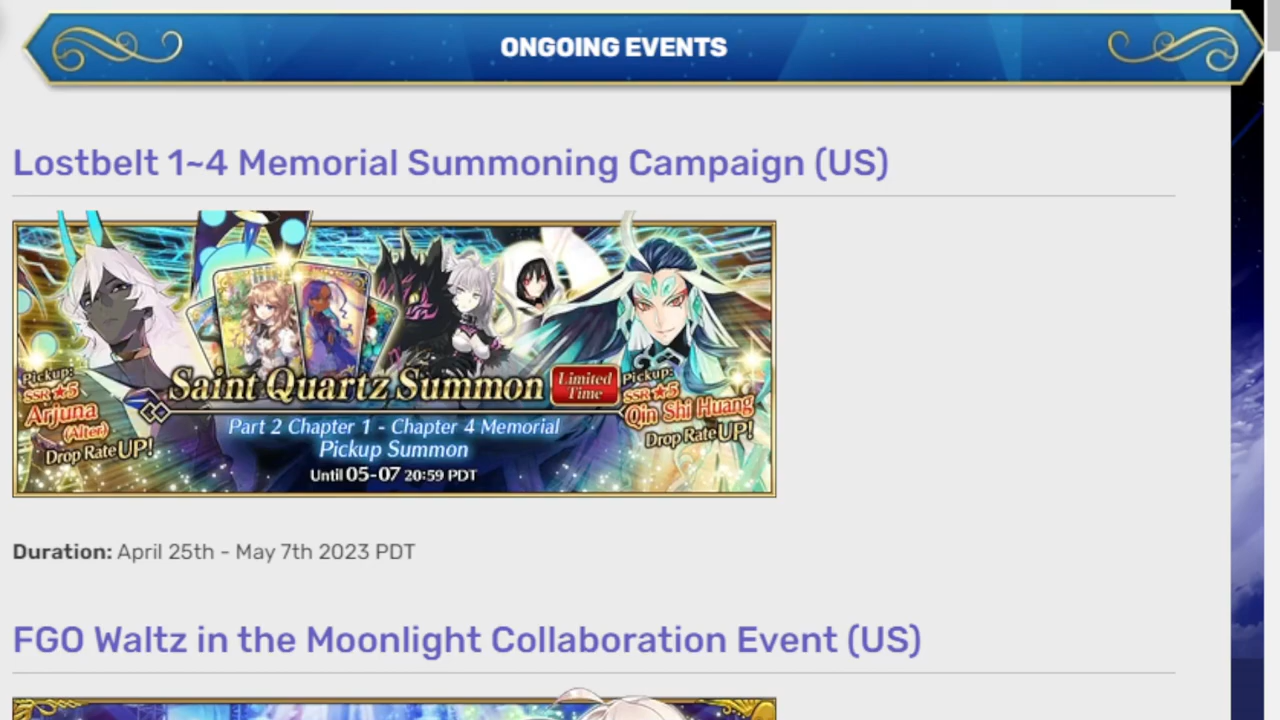 ONGOING EVENTS
Lostbelt 1~4 Memorial Summoning Campaign (US)
Pickup:
SSR ★5
Arjuna
(Alter)
Drop Rate UP!
Saint Quartz Summon
Limited
Time
Part 2 Chapter 1 - Chapter 4 Memorial
Pickup Summon
Until 05-07 20:59 PDT
Pickup:
SSR ★5
Qin Shi Huang
Drop Rate UP!
Duration: April 25th - May 7th 2023 PDT
FGO Waltz in the Moonlight Collaboration Event (US)